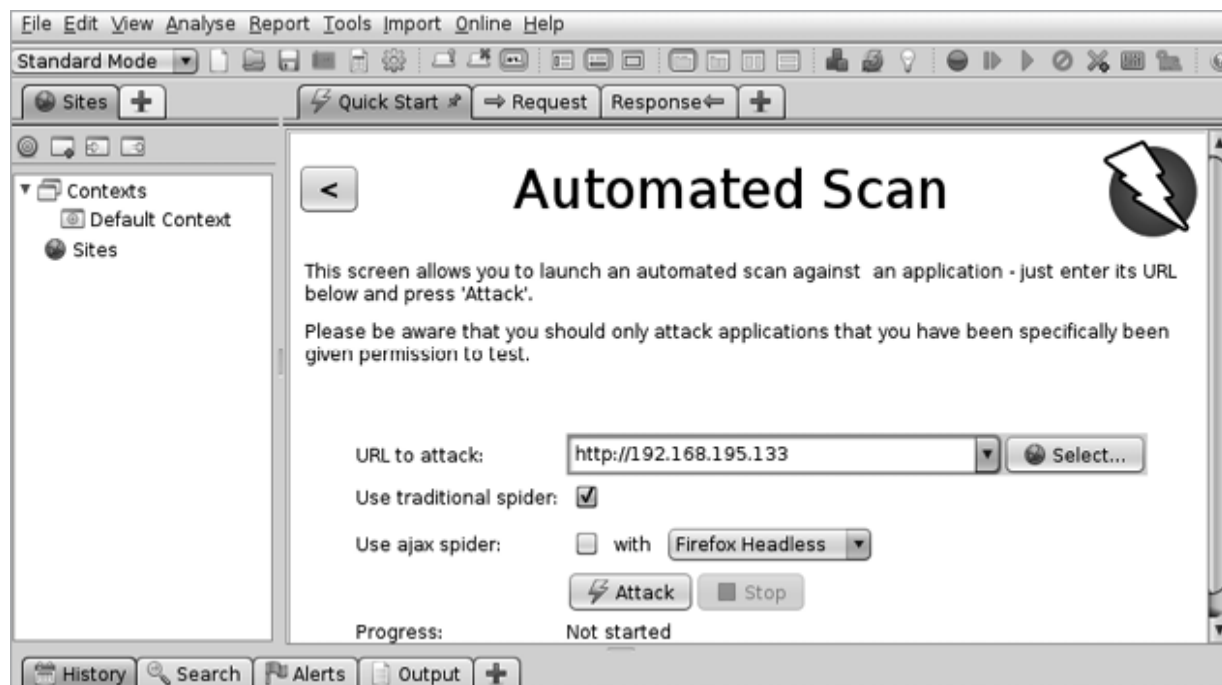 File Edit View Analyse Report Tools Import Online Help
Standard Mode
Sites
Quick Start
Request
Response
Contexts
Default Context
Sites
<
Automated Scan
This screen allows you to launch an automated scan against an application - just enter its URL
below and press 'Attack'.
Please be aware that you should only attack applications that you have been specifically been
given permission to test.
URL to attack:
http://192.168.195.133
Select...
Use traditional spider:
Use ajax spider:
with
Firefox Headless
Attack
Stop
Progress:
Not started
History
Search
Alerts
Output